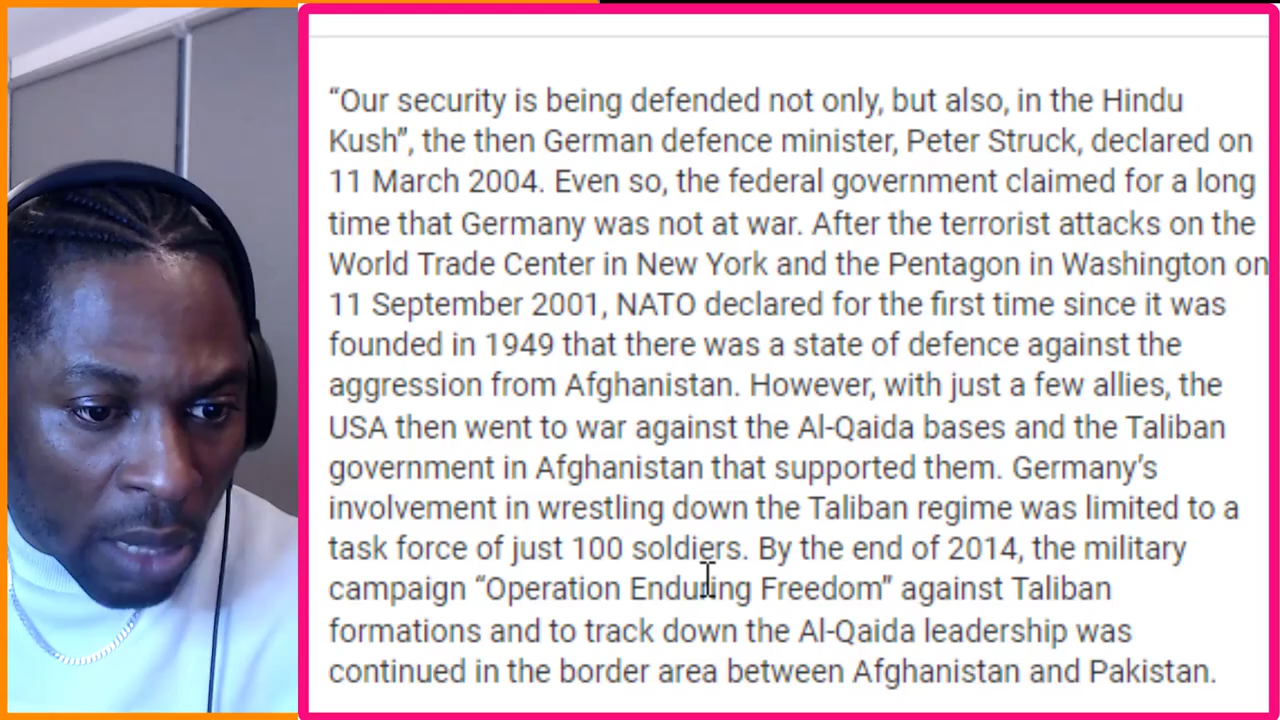 “Our security is being defended not only, but also, in the Hindu
Kush”, the then German defence minister, Peter Struck, declared on
11 March 2004. Even so, the federal government claimed for a long
time that Germany was not at war. After the terrorist attacks on the
World Trade Center in New York and the Pentagon in Washington on
11 September 2001, NATO declared for the first time since it was
founded in 1949 that there was a state of defence against the
aggression from Afghanistan. However, with just a few allies, the
USA then went to war against the Al-Qaida bases and the Taliban
government in Afghanistan that supported them. Germany’s
involvement in wrestling down the Taliban regime was limited to a
task force of just 100 soldiers. By the end of 2014, the military
campaign “Operation Enduring Freedom” against Taliban
formations and to track down the Al-Qaida leadership was
continued in the border area between Afghanistan and Pakistan.